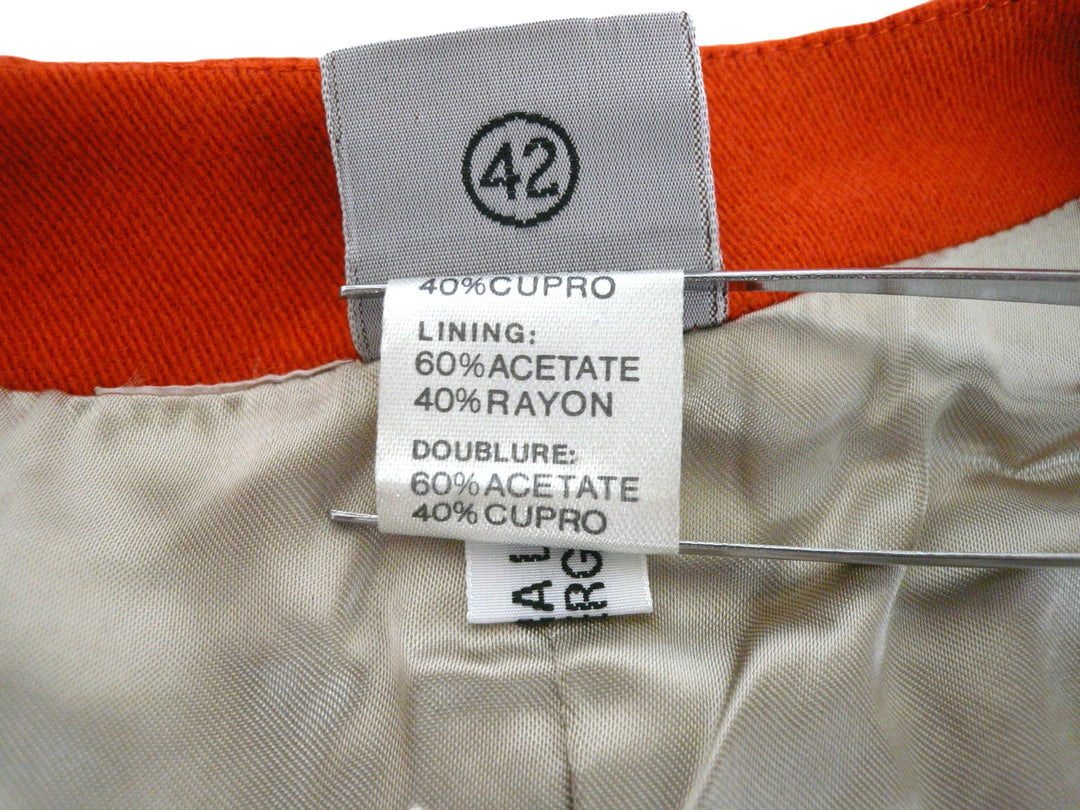 42
40%CUPRO
LINING:
60%ACETATE
40%RAYON
DOUBLURE:
60%ACETATE
40%CUPRO